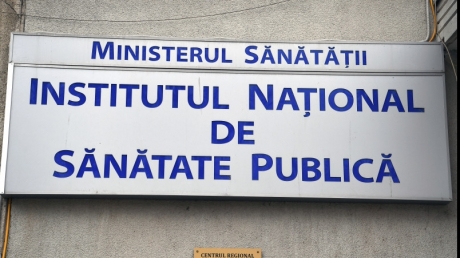 MINISTERUL SĂNĂTĂȚII
INSTITUTUL NAȚIONAL
DE
SĂNĂTATE PUBLICĂ
CENTRUL REGIONAL